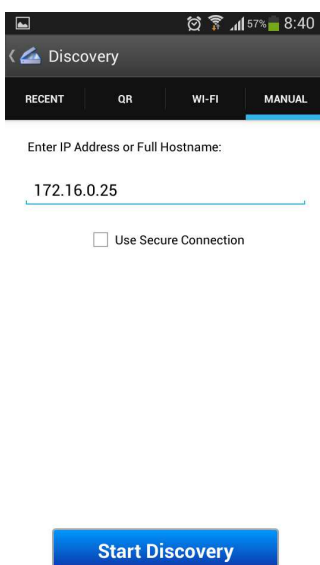 57% 8:40
Discovery
RECENT QR WI-FI MANUAL
Enter IP Address or Full Hostname:
172.16.0.25
Use Secure Connection
Start Discovery